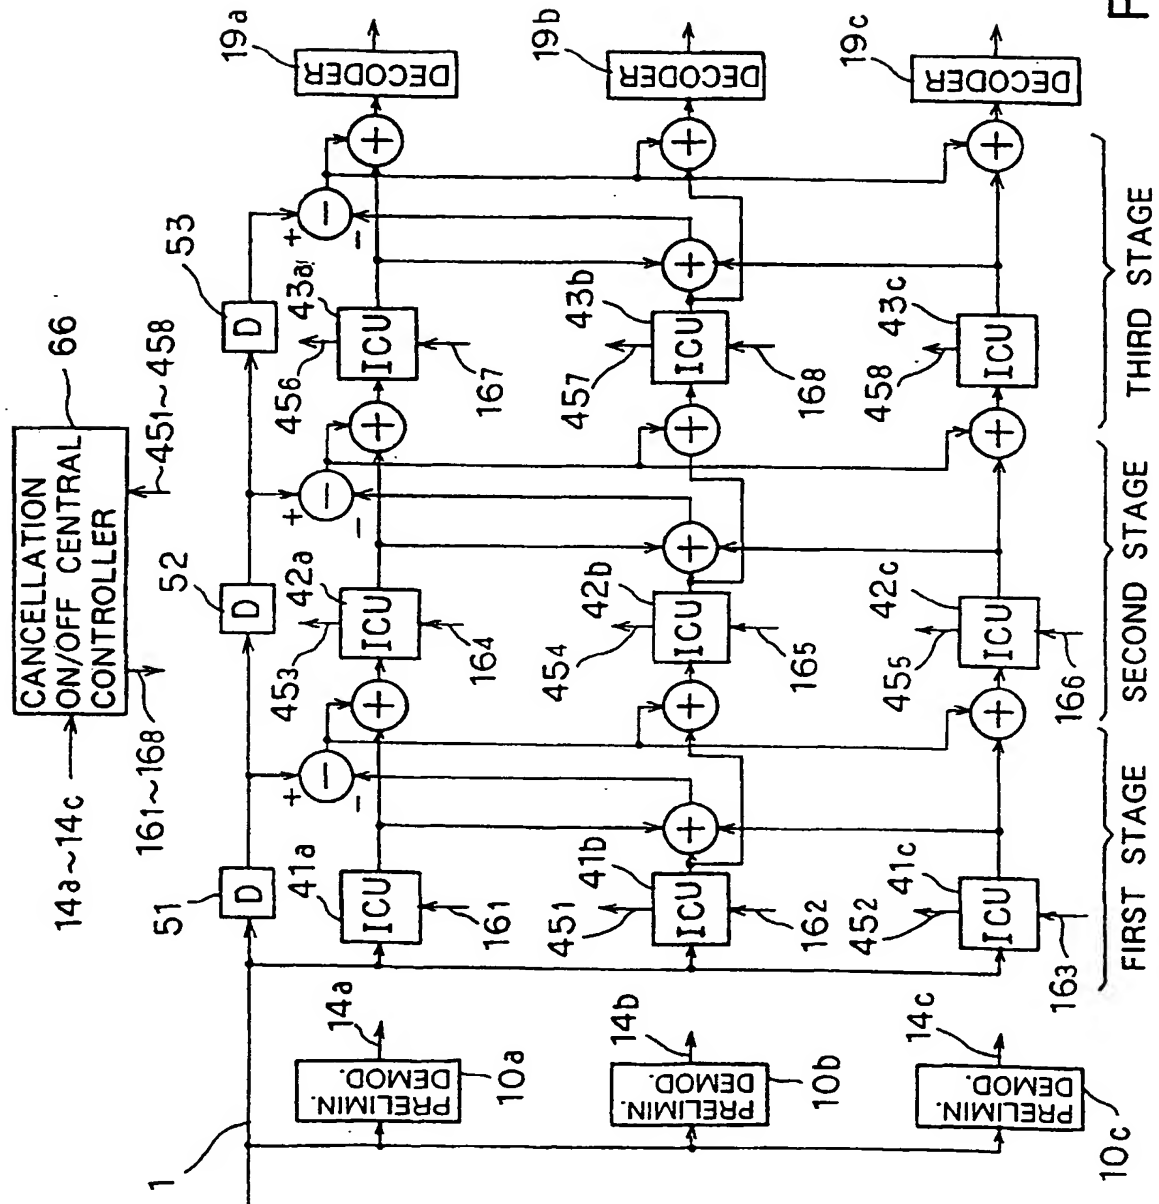 CANCELLATION
ON/OFF CENTRAL
CONTROLLER
66
14a~14c
161~168
451~458
1
51
D
52
D
53
D
PRELIMIN.
DEMOD.
14a
10a
PRELIMIN.
DEMOD.
14b
10b
PRELIMIN.
DEMOD.
14c
10c
41a
ICU
161
41b
ICU
451
162
41c
ICU
452
163
+
−
−
+
+
+
+
42a
ICU
453
164
42b
ICU
454
165
42c
ICU
455
166
+
−
−
+
+
+
+
43a
ICU
456
167
43b
ICU
457
168
43c
ICU
458
+
−
−
+
+
+
+
19a
DECODER
19b
DECODER
19c
DECODER
FIRST STAGE
SECOND STAGE
THIRD STAGE